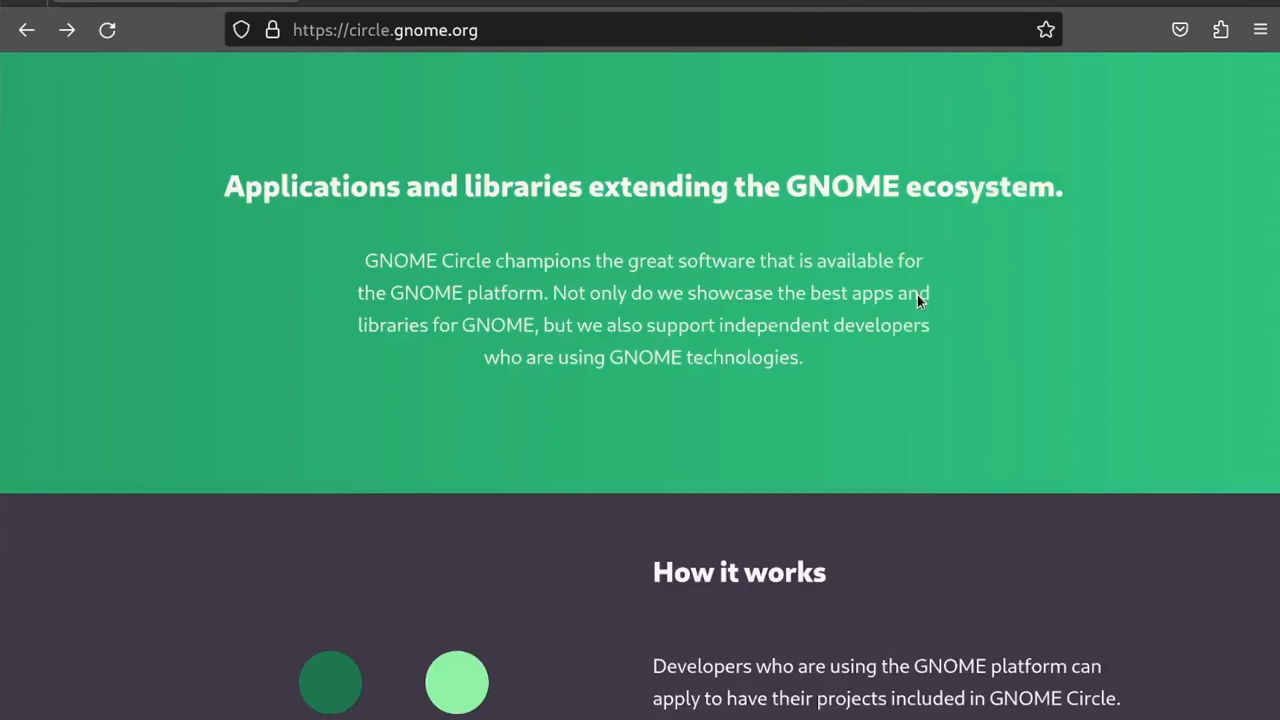 https://circle.gnome.org
Applications and libraries extending the GNOME ecosystem.
GNOME Circle champions the great software that is available for
the GNOME platform. Not only do we showcase the best apps and
libraries for GNOME, but we also support independent developers
who are using GNOME technologies.
How it works
Developers who are using the GNOME platform can
apply to have their projects included in GNOME Circle.